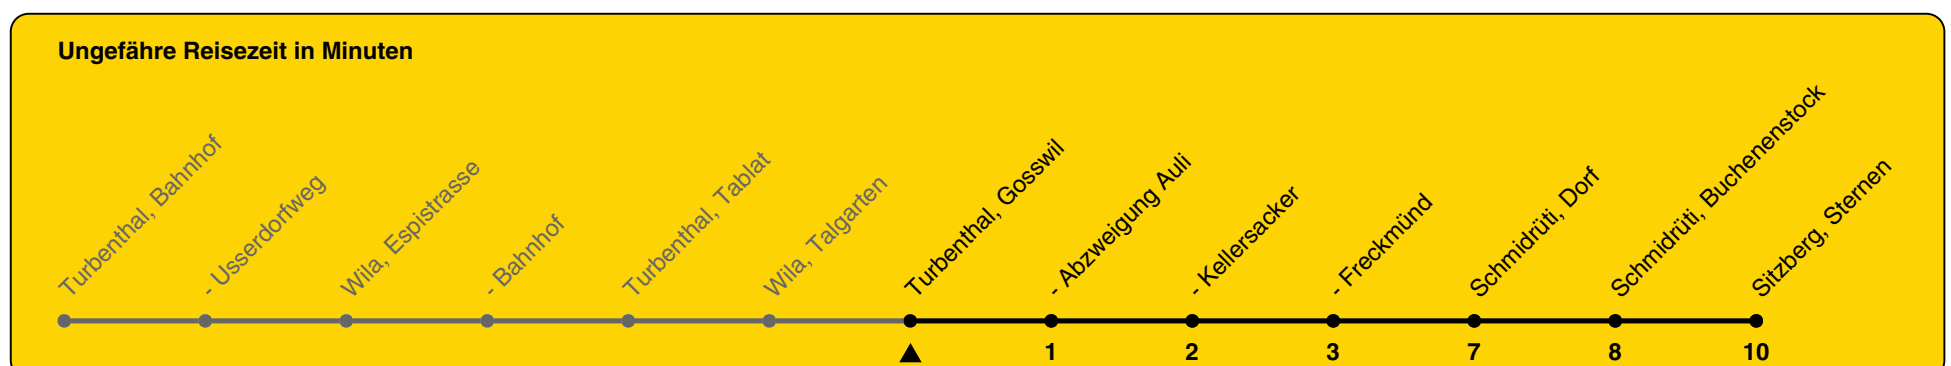 Ungefähre Reisezeit in Minuten
Turbenthal, Bahnhof
- Usserdorfweg
Wila, Espistrasse
- Bahnhof
Turbenthal, Tablat
Wila, Talgarten
Turbenthal, Gosswil
- Abzweigung Auli
- Kellersacker
- Freckmünd
Schmidrüti, Dorf
Schmidrüti, Buchenenstock
Sitzberg, Sternen
1 2 3 7 8 10